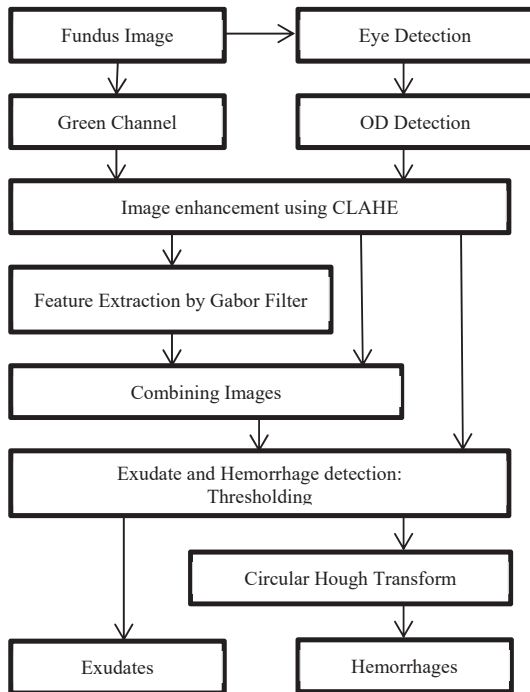 Fundus Image
Eye Detection
Green Channel
OD Detection
Image enhancement using CLAHE
Feature Extraction by Gabor Filter
Combining Images
Exudate and Hemorrhage detection:
Thresholding
Circular Hough Transform
Exudates
Hemorrhages